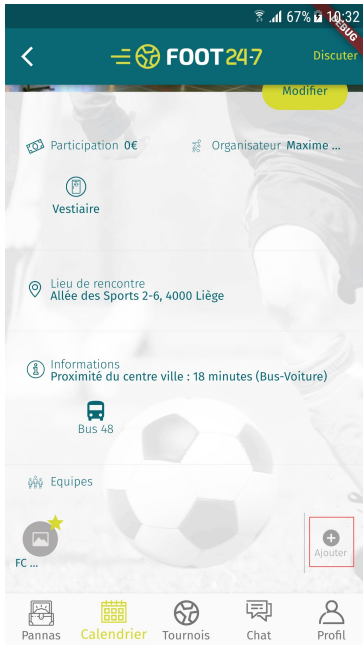 67% 10:32
DEBUG
FOOT24·7
Discuter
Modifier
Participation 0€
Organisateur Maxime ...
Vestiaire
Lieu de rencontre
Allée des Sports 2-6, 4000 Liège
Informations
Proximité du centre ville : 18 minutes (Bus-Voiture)
Bus 48
Equipes
FC ...
Ajouter
Pannas
Calendrier
Tournois
Chat
Profil